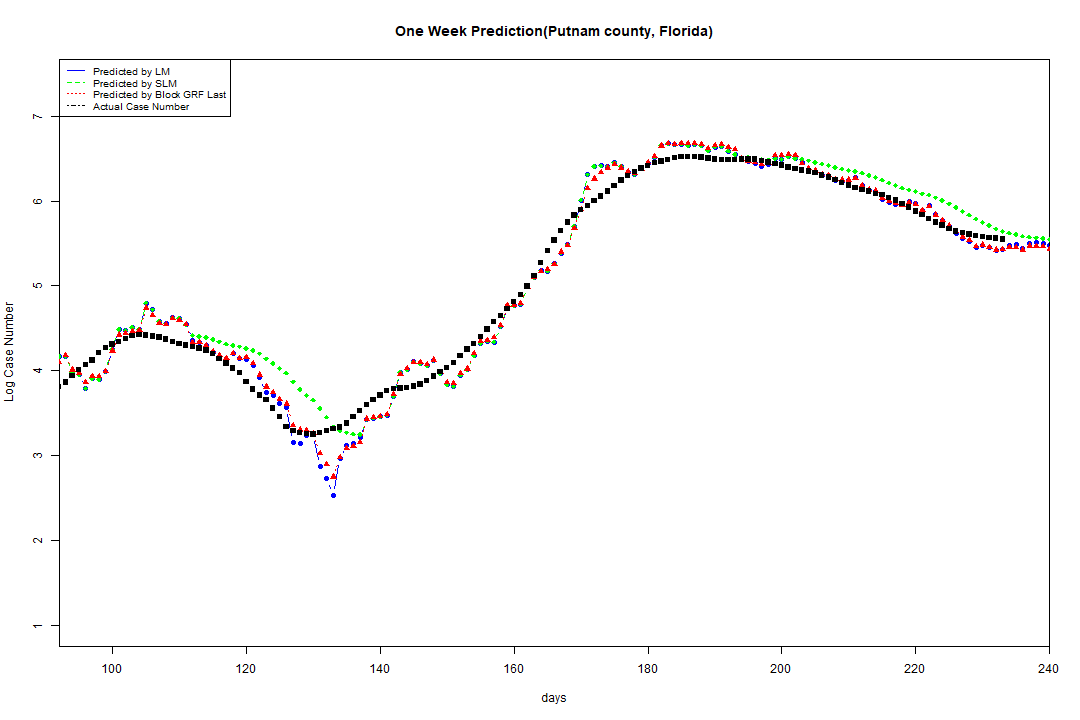 One Week Prediction(Putnam county, Florida)
Predicted by LM
Predicted by SLM
Predicted by Block GRF Last
Actual Case Number
7
6
5
4
3
2
1
Log Case Number
100 120 140 160 180 200 220 240
days